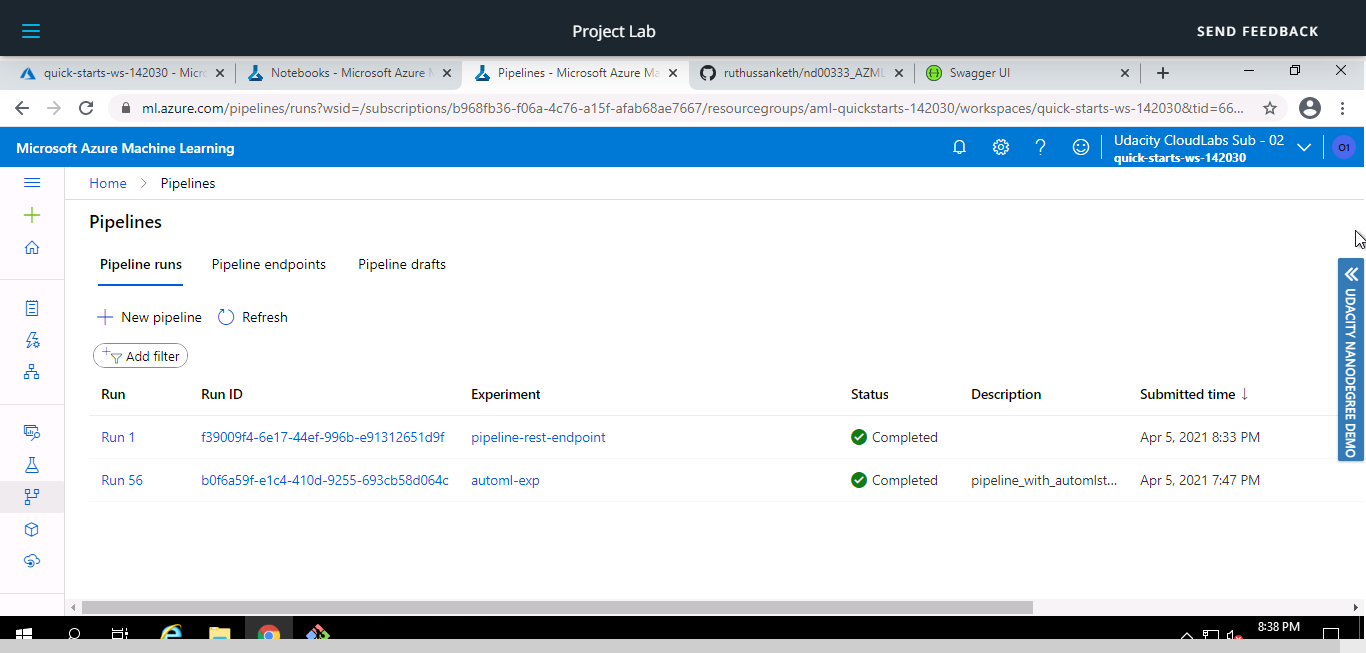 Project Lab
SEND FEEDBACK
quick-starts-ws-142030 - Micr
Notebooks - Microsoft Azure M
Pipelines - Microsoft Azure Ma
ruthussanketh/nd00333_AZML
Swagger UI
ml.azure.com/pipelines/runs?wsid=/subscriptions/b968fb36-f06a-4c76-a15f-afab68ae7667/resourcegroups/aml-quickstarts-142030/workspaces/quick-starts-ws-142030&tid=66...
Microsoft Azure Machine Learning
Udacity CloudLabs Sub - 02
quick-starts-ws-142030
O1
Home > Pipelines
Pipelines
Pipeline runs Pipeline endpoints Pipeline drafts
New pipeline Refresh
Add filter
Run Run ID Experiment Status Description Submitted time ↓
Run 1 f39009f4-6e17-44ef-996b-e91312651d9f pipeline-rest-endpoint Completed Apr 5, 2021 8:33 PM
Run 56 b0f6a59f-e1c4-410d-9255-693cb58d064c automl-exp Completed pipeline_with_automlst... Apr 5, 2021 7:47 PM
UDACITY NANODEGREE DEMO
8:38 PM